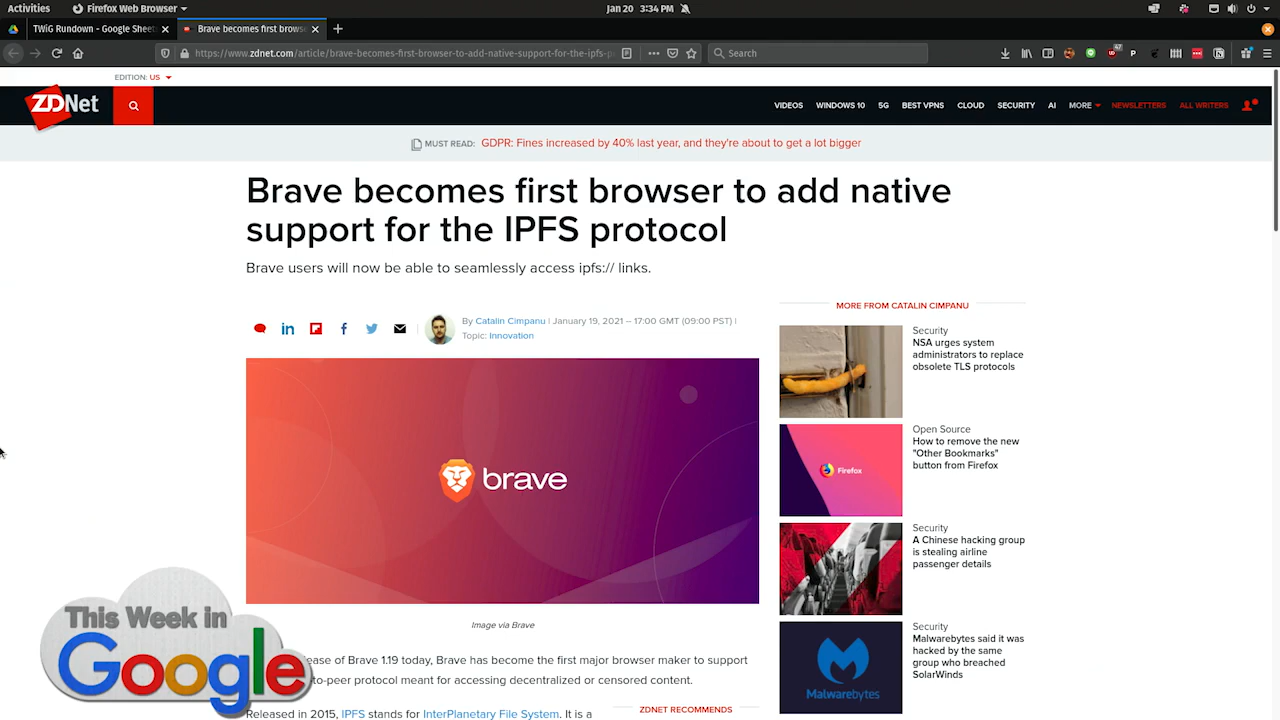 Activities
Firefox Web Browser
Jan 20 3:34 PM
TWiG Rundown - Google Sheet
Brave becomes first brows
https://www.zdnet.com/article/brave-becomes-first-browser-to-add-native-support-for-the-ipfs-p
Search
EDITION: US
ZDNet
VIDEOS WINDOWS 10 5G BEST VPNS CLOUD SECURITY AI MORE NEWSLETTERS ALL WRITERS
MUST READ: GDPR: Fines increased by 40% last year, and they're about to get a lot bigger
Brave becomes first browser to add native
support for the IPFS protocol
Brave users will now be able to seamlessly access ipfs:// links.
By Catalin Cimpanu | January 19, 2021 -- 17:00 GMT (09:00 PST) |
Topic: Innovation
brave
Image via Brave
ease of Brave 1.19 today, Brave has become the first major browser maker to support
to-peer protocol meant for accessing decentralized or censored content.
Released in 2015, IPFS stands for InterPlanetary File System. It is a
MORE FROM CATALIN CIMPANU
Security
NSA urges system
administrators to replace
obsolete TLS protocols
Firefox
Open Source
How to remove the new
"Other Bookmarks"
button from Firefox
Security
A Chinese hacking group
is stealing airline
passenger details
Malwarebytes
Security
Malwarebytes said it was
hacked by the same
group who breached
SolarWinds
ZDNET RECOMMENDS
This Week in
Google